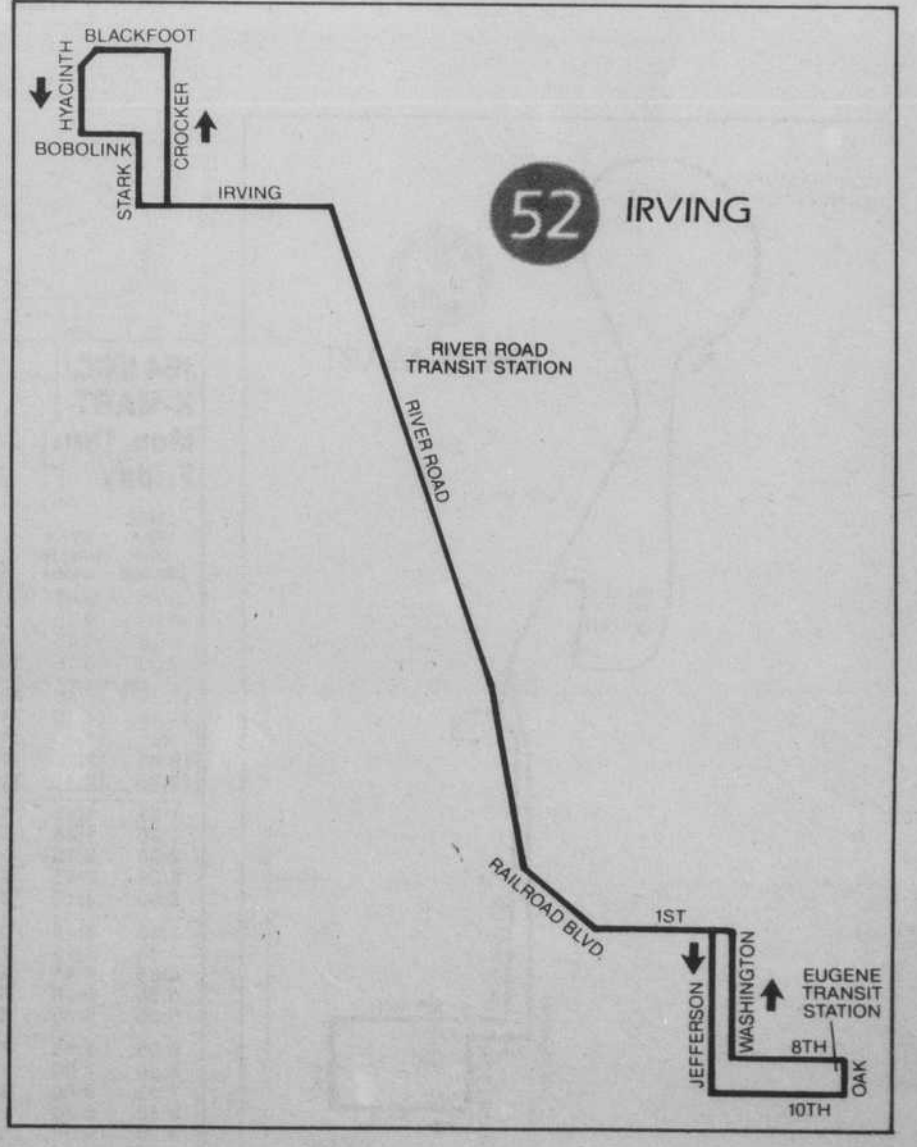 BLACKFOOT
HYACINTH
CROCKER
BOBOLINK
STARK
IRVING
52 IRVING
RIVER ROAD
TRANSIT STATION
RIVER ROAD
RAILROAD BLVD.
1ST
JEFFERSON
WASHINGTON
EUGENE
TRANSIT
STATION
8TH
OAK
10TH